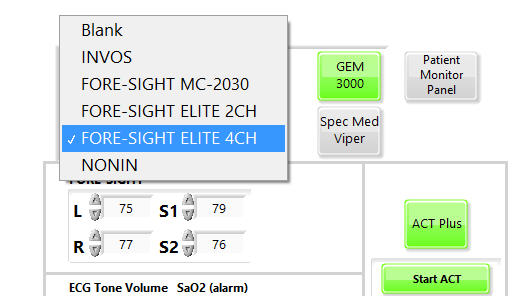 Blank
INVOS
FORE-SIGHT MC-2030
FORE-SIGHT ELITE 2CH
✓ FORE-SIGHT ELITE 4CH
NONIN
GEM
3000
Patient
Monitor
Panel
Spec Med
Viper
FORE-SIGHT
L 75 S1 79
R 77 S2 76
ACT Plus
ECG Tone Volume SaO2 (alarm)
Start ACT